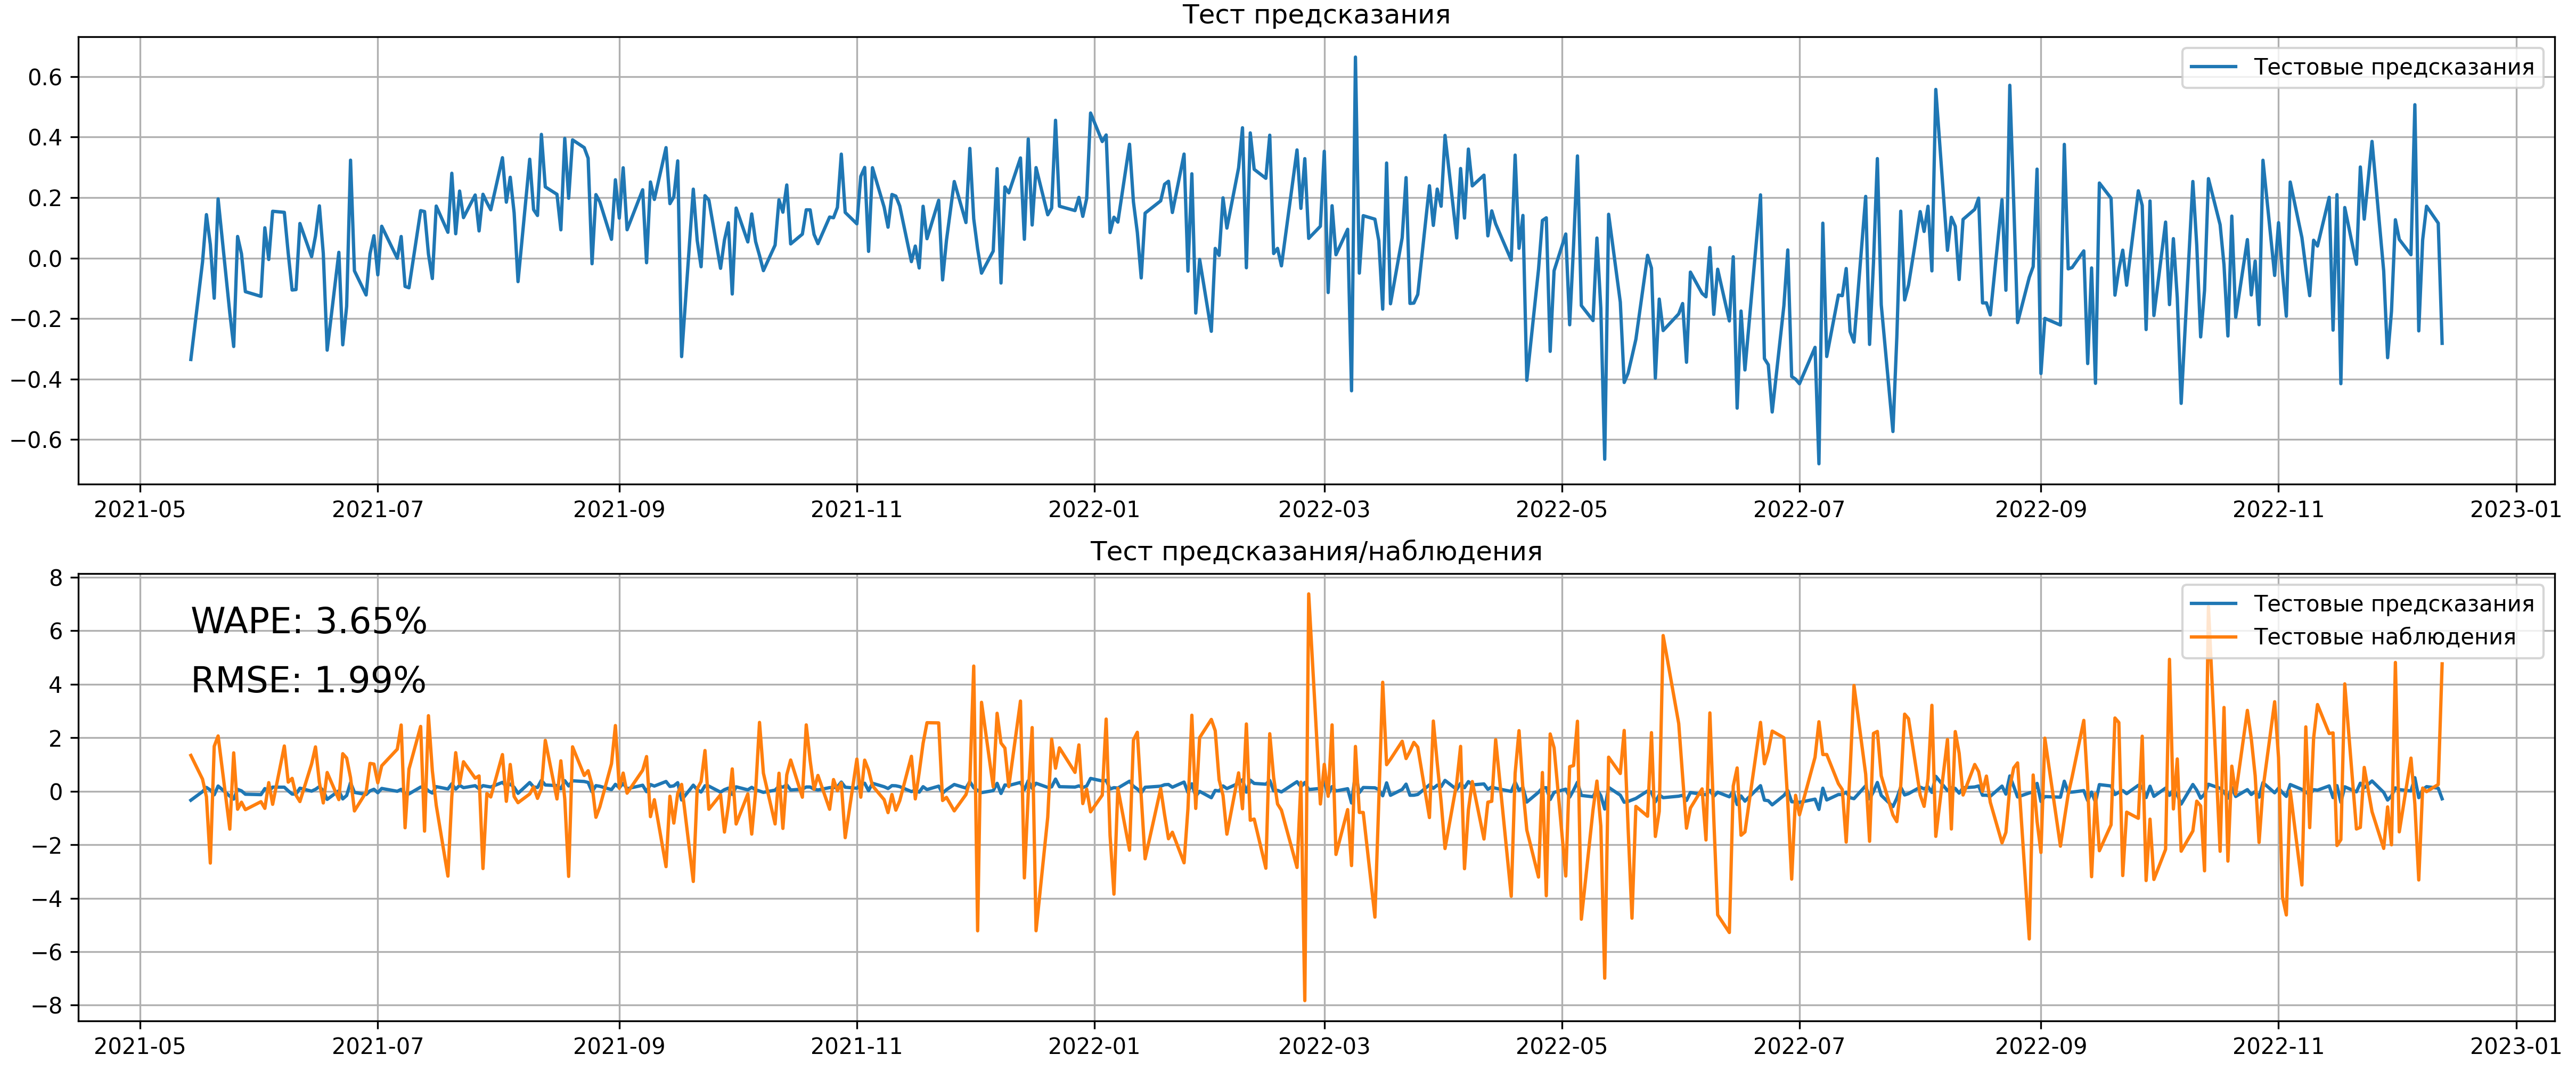 Тест предсказания
0.6
0.4
0.2
0.0
−0.2
−0.4
−0.6
Тестовые предсказания
2021-05 2021-07 2021-09 2021-11 2022-01 2022-03 2022-05 2022-07 2022-09 2022-11 2023-01
Тест предсказания/наблюдения
8
6
4
2
0
−2
−4
−6
−8
WAPE: 3.65%
RMSE: 1.99%
Тестовые предсказания
Тестовые наблюдения
2021-05 2021-07 2021-09 2021-11 2022-01 2022-03 2022-05 2022-07 2022-09 2022-11 2023-01